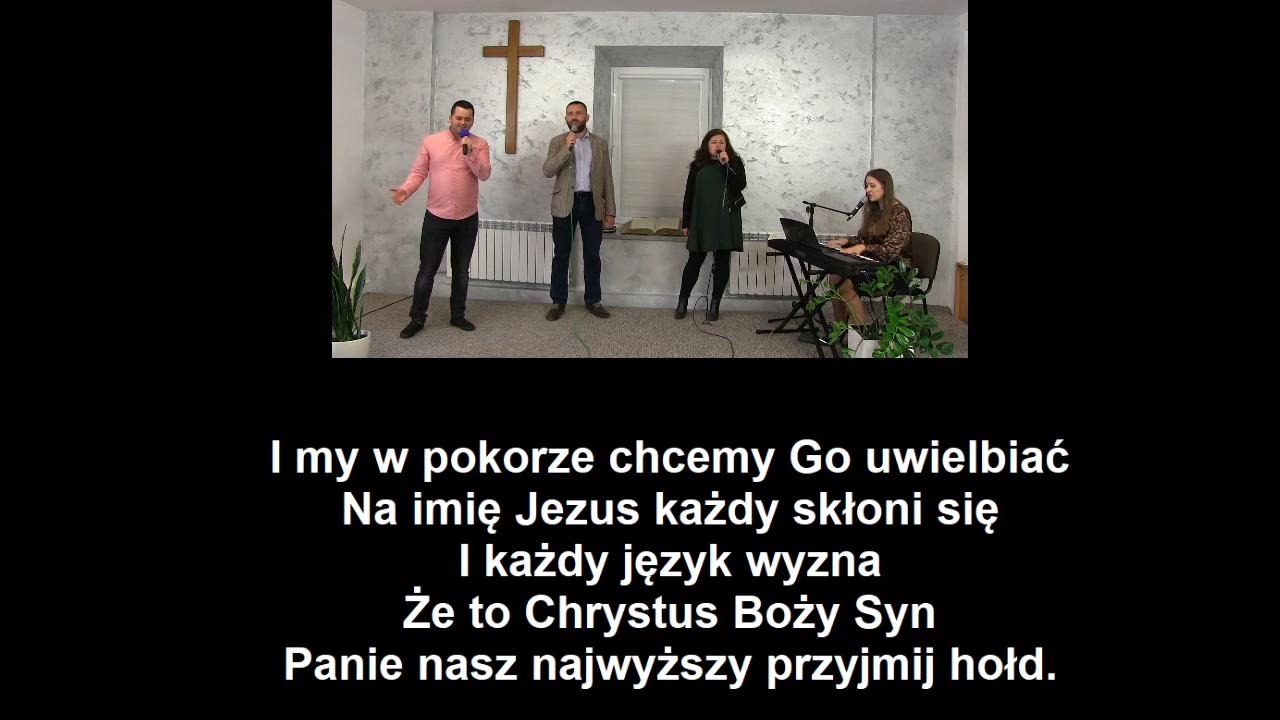 I my w pokorze chcemy Go uwielbiać
Na imię Jezus każdy skłoni się
I każdy język wyzna
Że to Chrystus Boży Syn
Panie nasz najwyższy przyjmij hołd.